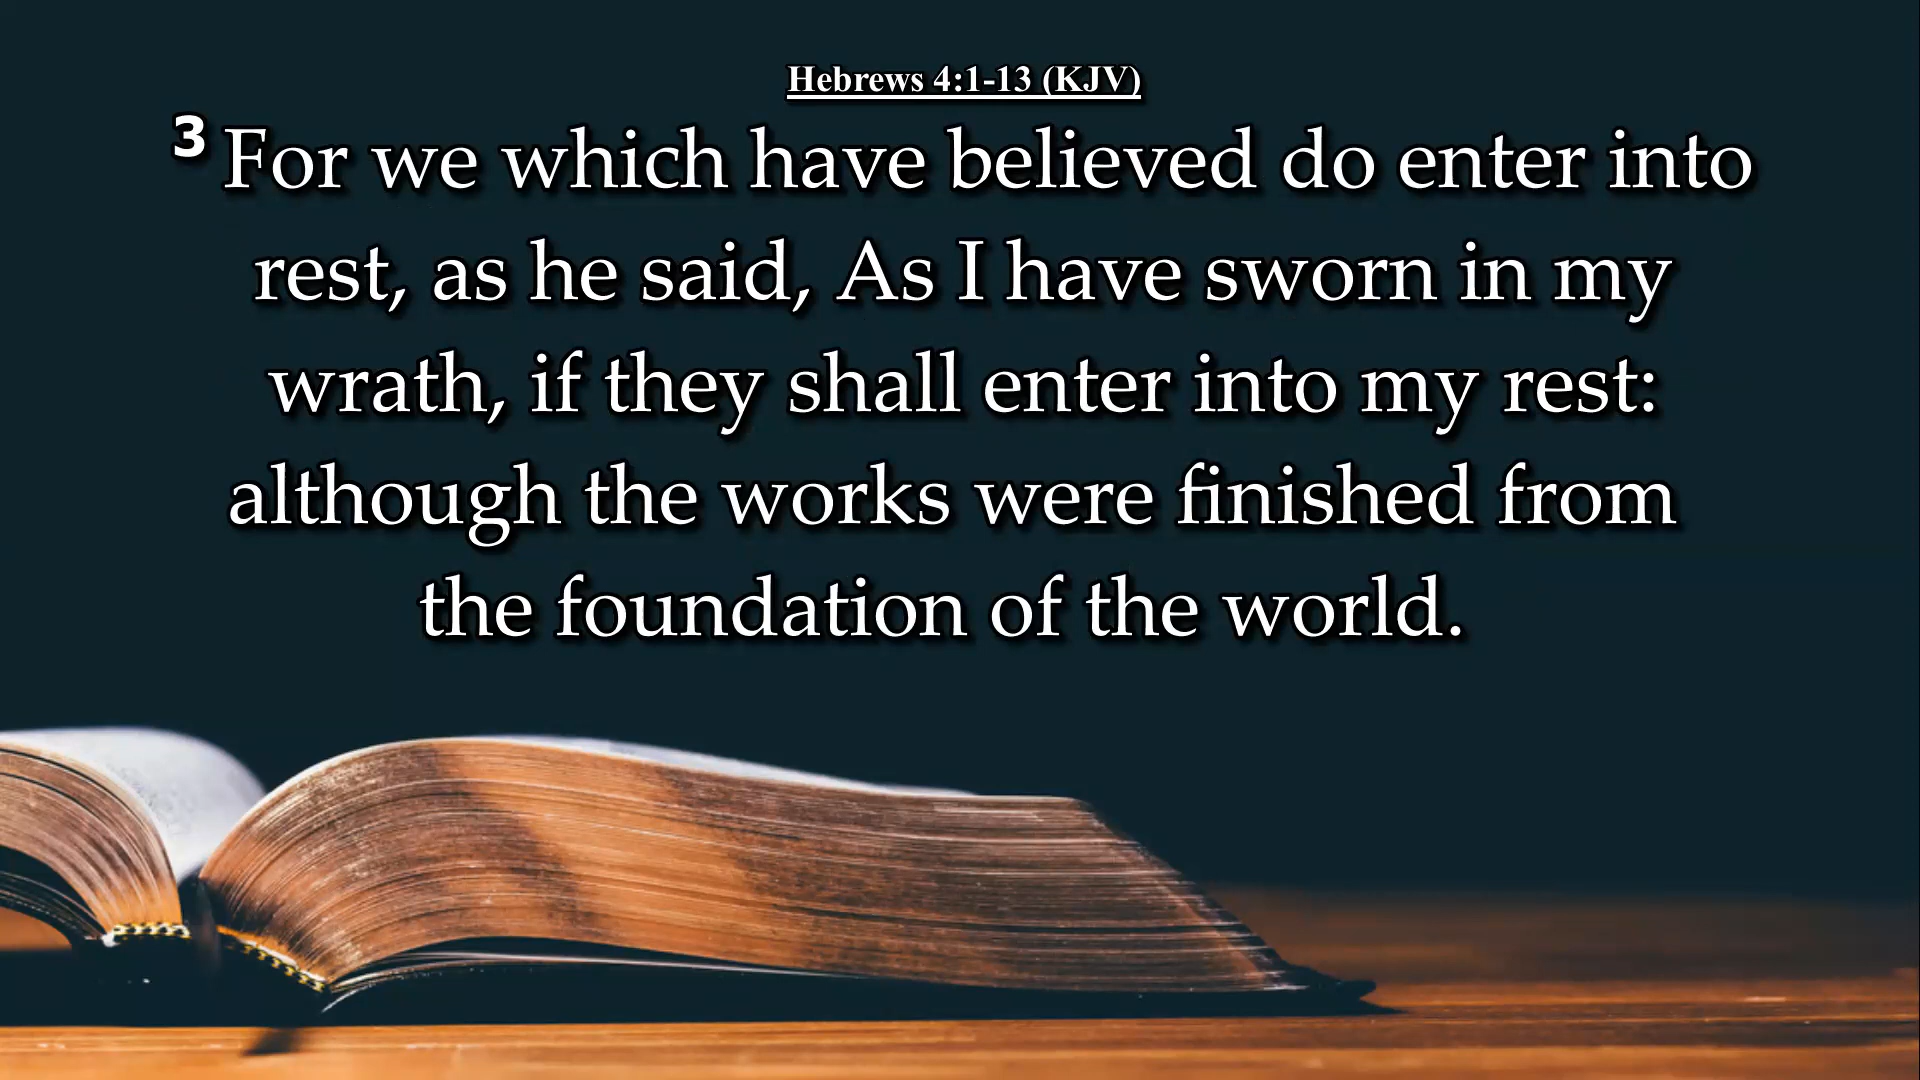 Hebrews 4:1-13 (KJV)
3 For we which have believed do enter into
rest, as he said, As I have sworn in my
wrath, if they shall enter into my rest:
although the works were finished from
the foundation of the world.